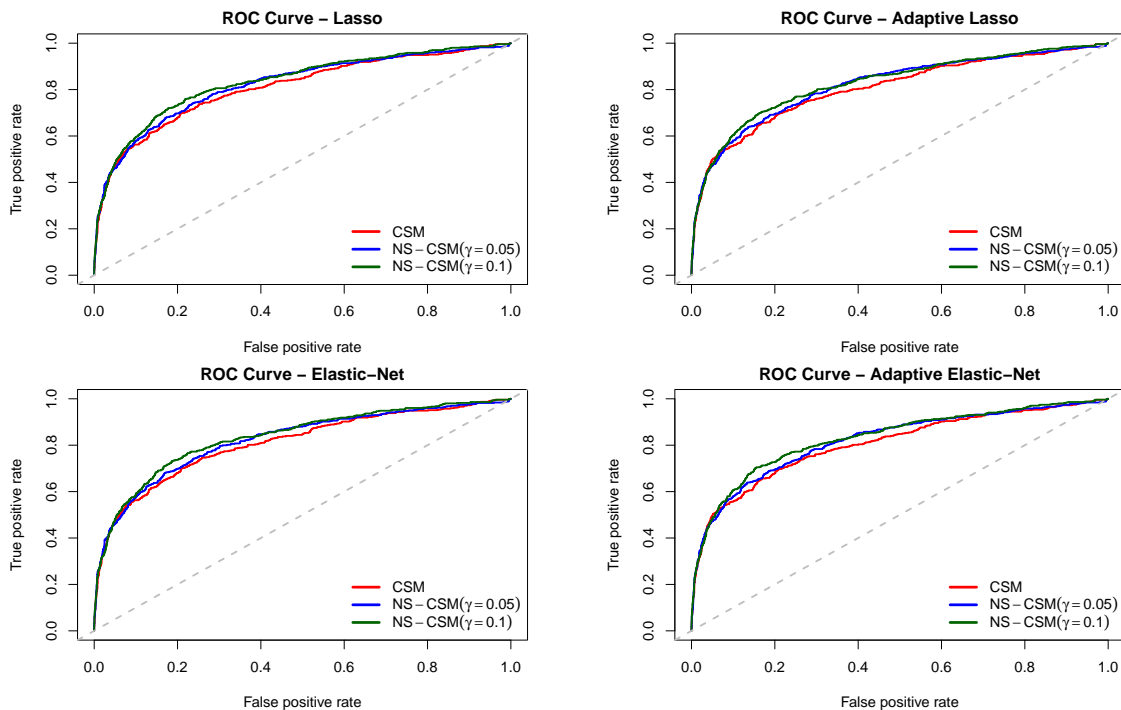 ROC Curve − Lasso
True positive rate
1.0
0.8
0.6
0.4
0.2
0.0
CSM
NS−CSM(γ=0.05)
NS−CSM(γ=0.1)
0.0 0.2 0.4 0.6 0.8 1.0
False positive rate
ROC Curve − Adaptive Lasso
True positive rate
1.0
0.8
0.6
0.4
0.2
0.0
CSM
NS−CSM(γ=0.05)
NS−CSM(γ=0.1)
0.0 0.2 0.4 0.6 0.8 1.0
False positive rate
ROC Curve − Elastic−Net
True positive rate
1.0
0.8
0.6
0.4
0.2
0.0
CSM
NS−CSM(γ=0.05)
NS−CSM(γ=0.1)
0.0 0.2 0.4 0.6 0.8 1.0
False positive rate
ROC Curve − Adaptive Elastic−Net
True positive rate
1.0
0.8
0.6
0.4
0.2
0.0
CSM
NS−CSM(γ=0.05)
NS−CSM(γ=0.1)
0.0 0.2 0.4 0.6 0.8 1.0
False positive rate